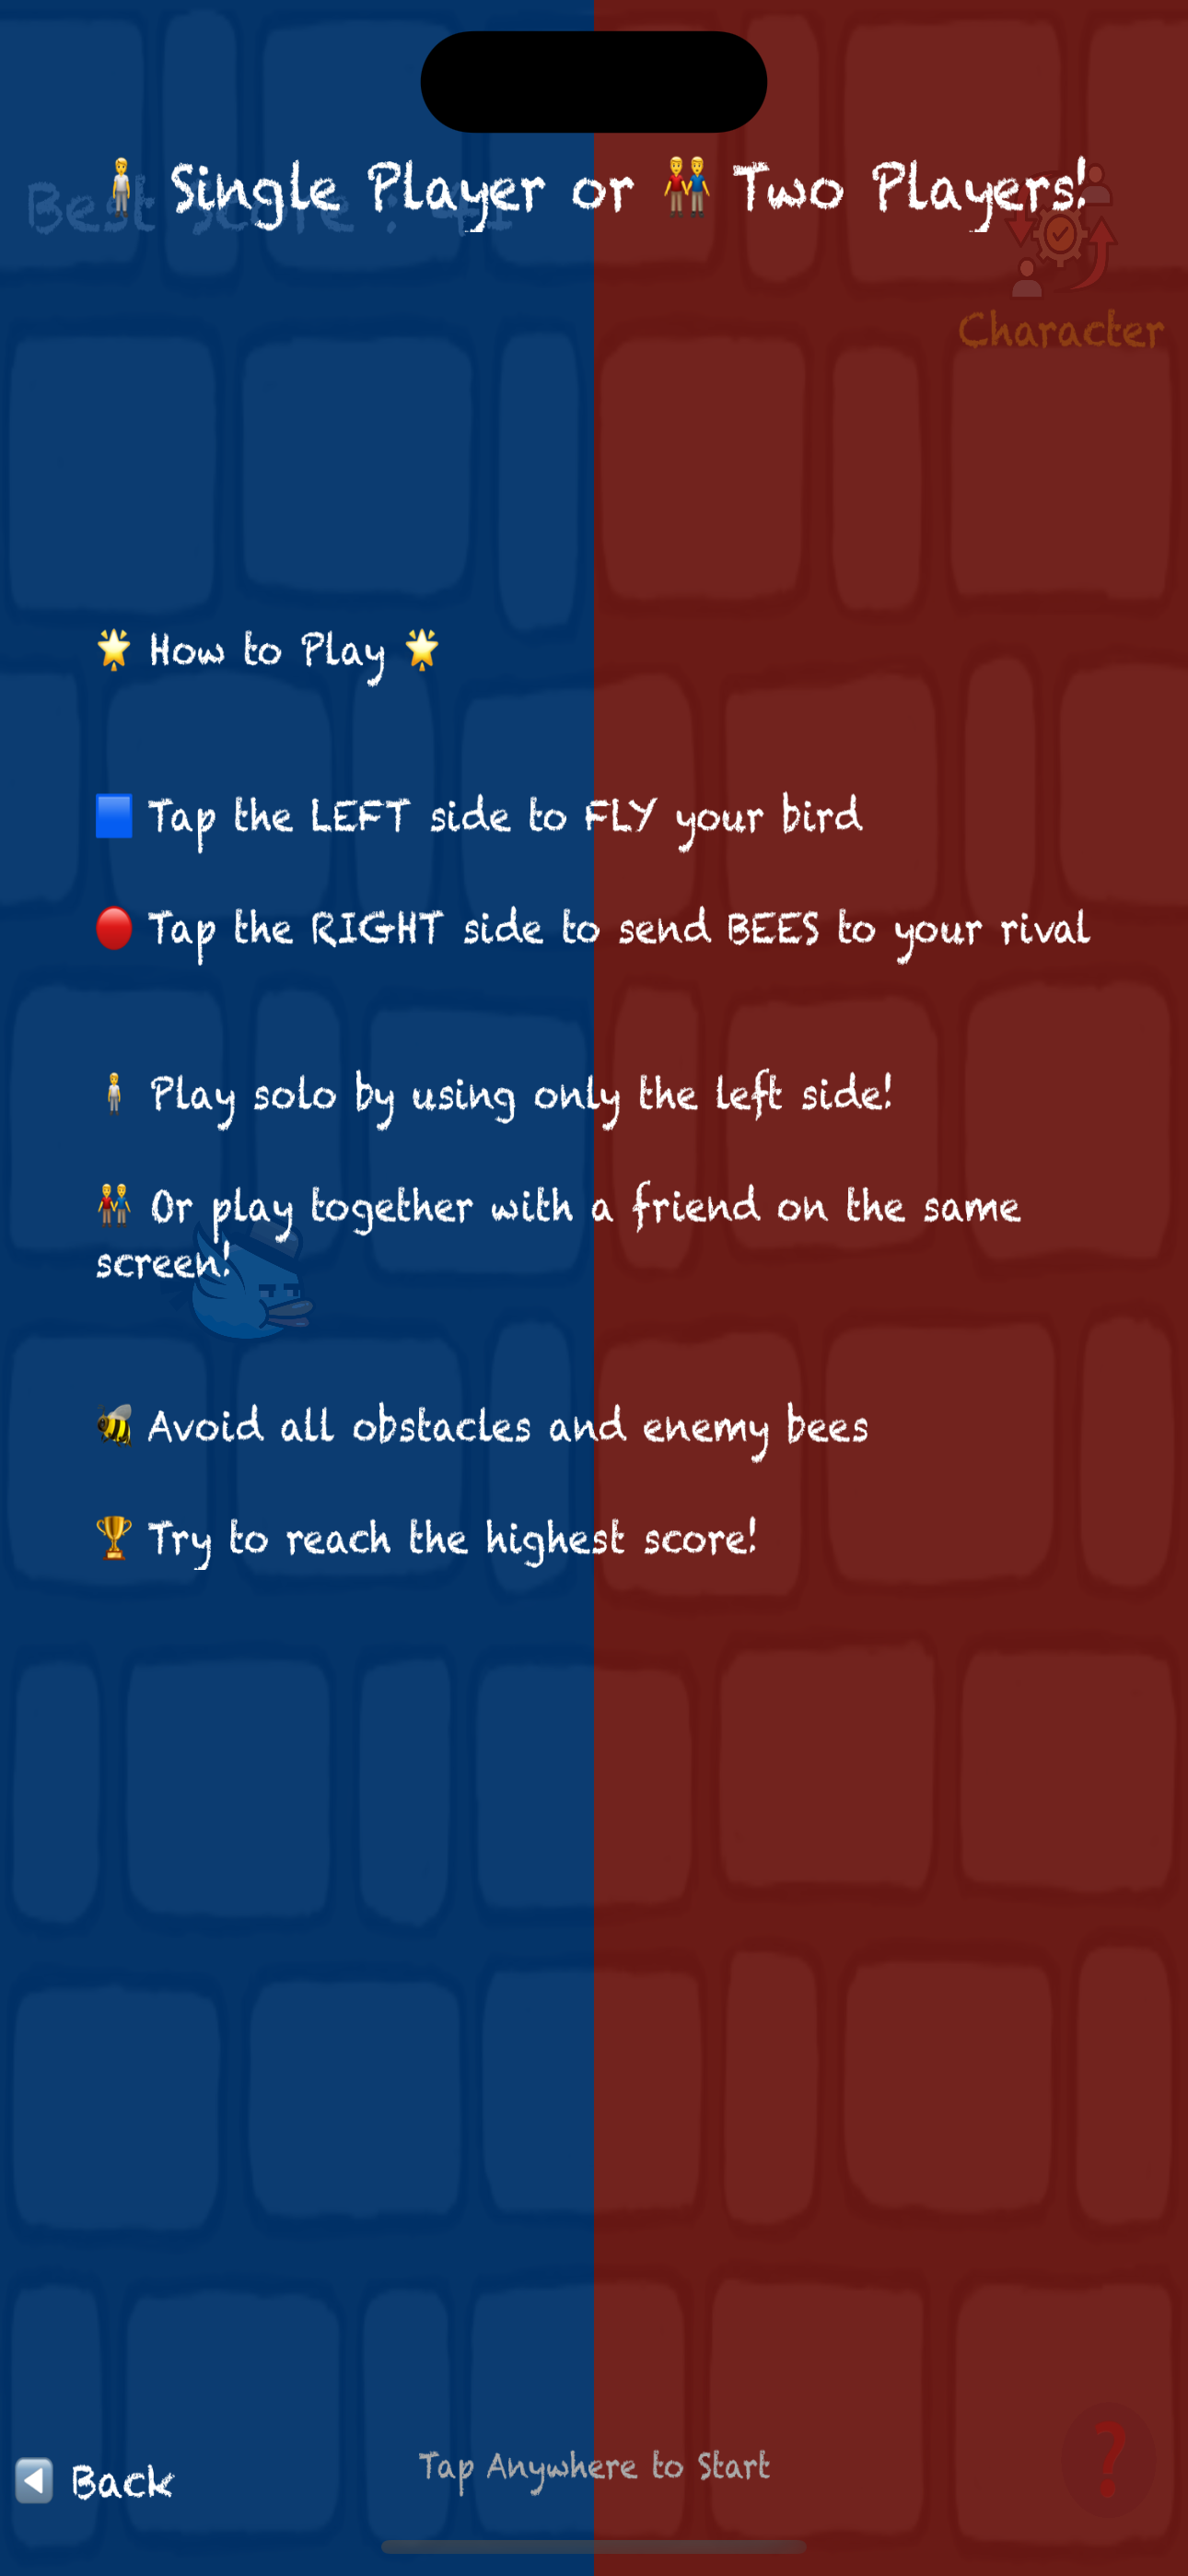 🧍 Single Player or 👬 Two Players!
Best Score : 41
Character
🌟 How to Play 🌟
🟦 Tap the LEFT side to FLY your bird
🔴 Tap the RIGHT side to send BEES to your rival
🧍 Play solo by using only the left side!
👬 Or play together with a friend on the same
screen!
🐝 Avoid all obstacles and enemy bees
🏆 Try to reach the highest score!
Tap Anywhere to Start
◀️ Back
?